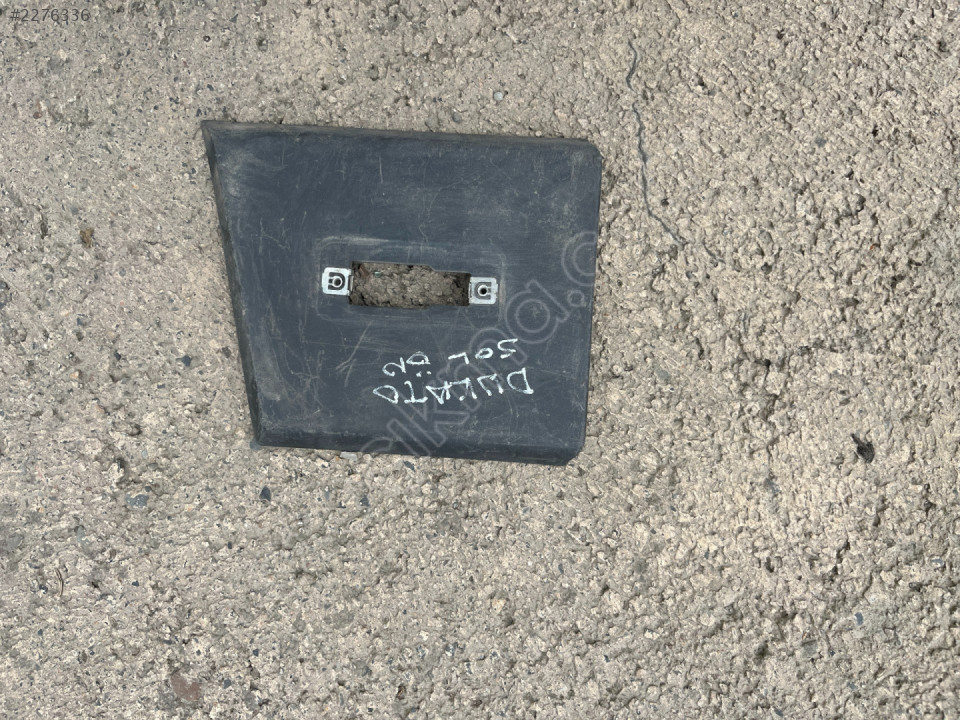 #2276336
DUKATO
SOL ÖN